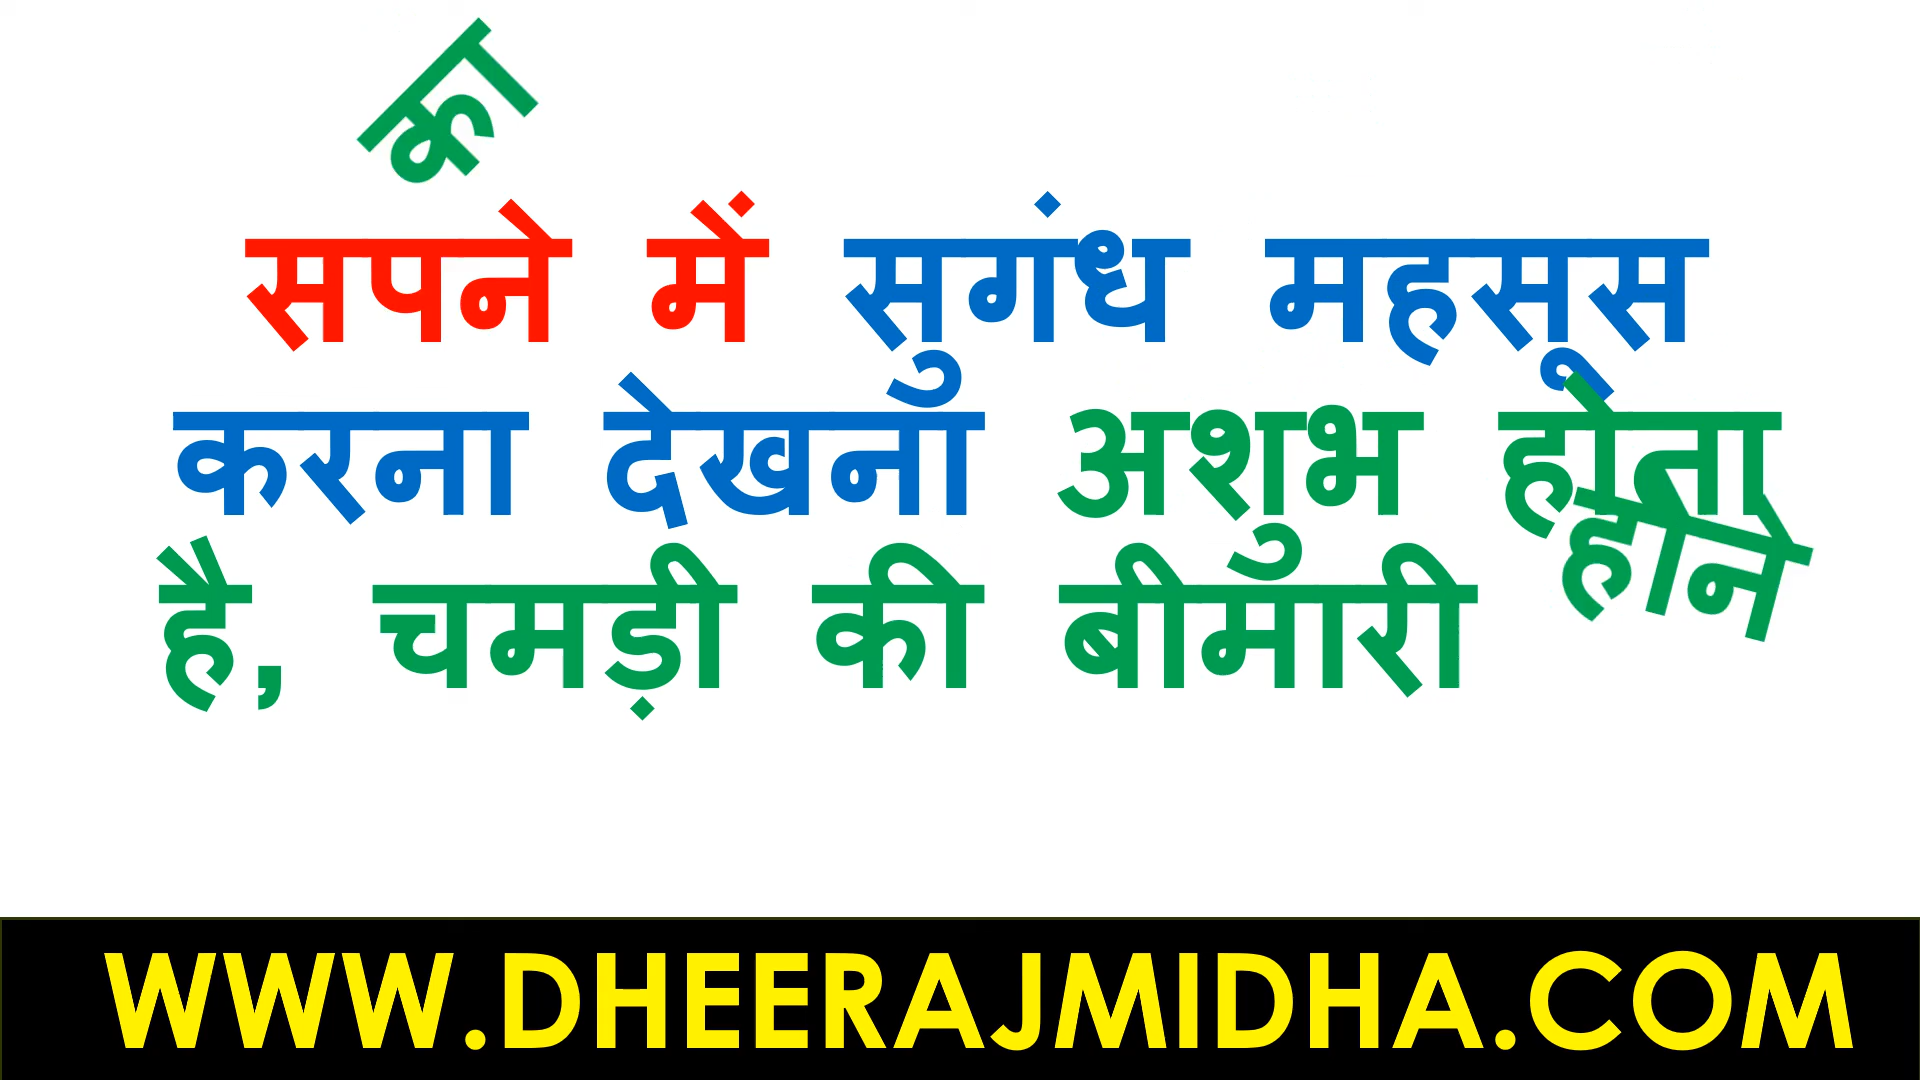 का
सपने में सुगंध महसूस
करना देखना अशुभ होता
है, चमड़ी की बीमारी
होने
WWW.DHEERAJMIDHA.COM